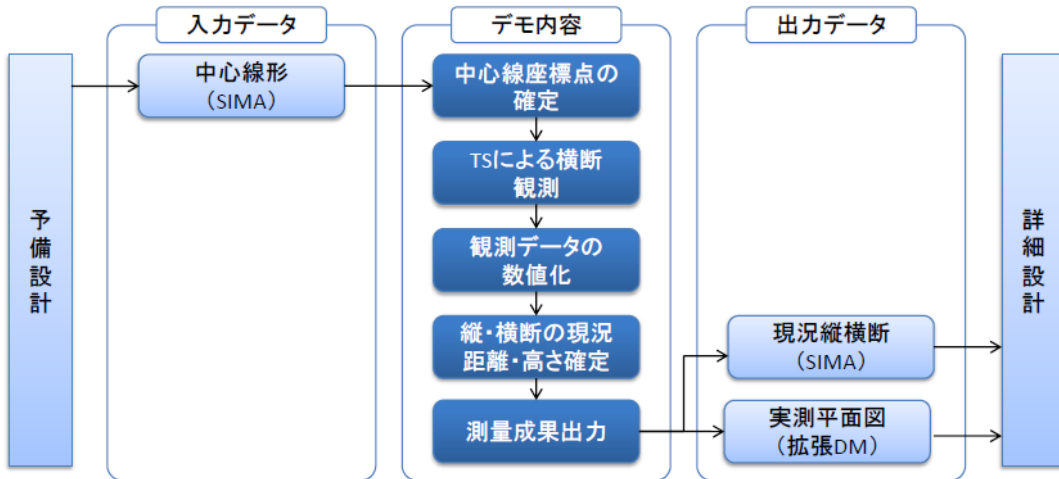 入力データ
デモ内容
出力データ
予備設計
中心線形
（SIMA）
中心線座標点の
確定
TSによる横断
観測
観測データの
数値化
縦・横断の現況
距離・高さ確定
測量成果出力
現況縦横断
（SIMA）
実測平面図
（拡張DM）
詳細設計